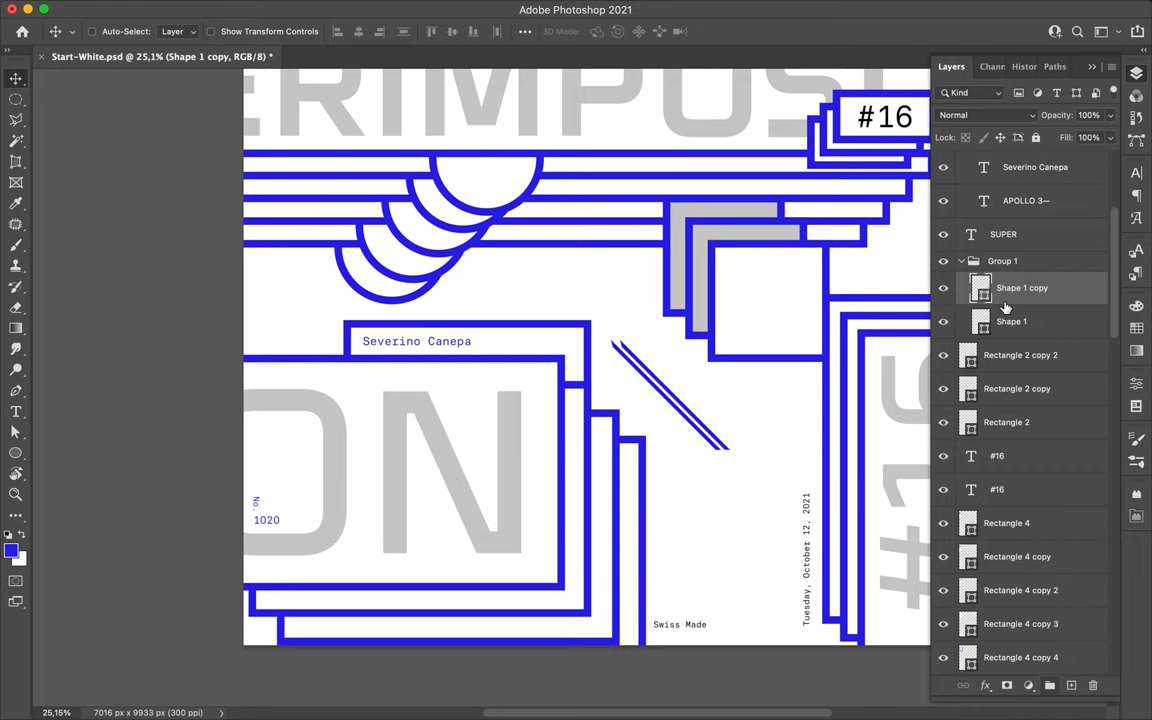 Adobe Photoshop 2021
Auto-Select:
Layer
Show Transform Controls
3D Mode:
Start-White.psd @ 25,1% (Shape 1 copy, RGB/8) *
ERIMPOS
#16
Severino Canepa
ON
No.
1020
Swiss Made
Tuesday, October 12, 2021
#16
Layers
Chann
Histor
Paths
Kind
Normal
Opacity:
100%
Lock:
Fill:
100%
Severino Canepa
APOLLO 3—
SUPER
Group 1
Shape 1 copy
Shape 1
Rectangle 2 copy 2
Rectangle 2 copy
Rectangle 2
#16
#16
Rectangle 4
Rectangle 4 copy
Rectangle 4 copy 2
Rectangle 4 copy 3
Rectangle 4 copy 4
fx
25,15%
7016 px x 9933 px (300 ppi)